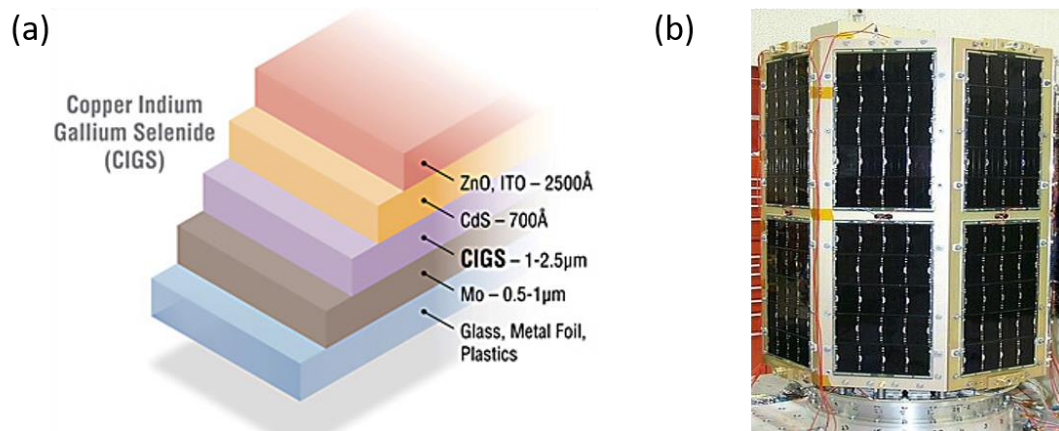 (a)
(b)
Copper Indium
Gallium Selenide
(CIGS)
ZnO, ITO – 2500Å
CdS – 700Å
CIGS – 1-2.5μm
Mo – 0.5-1μm
Glass, Metal Foil,
Plastics